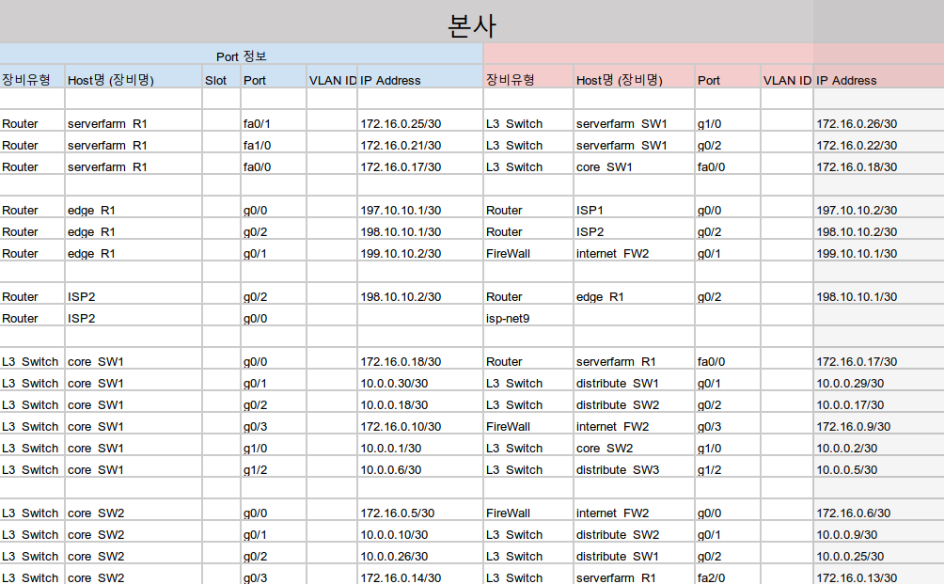 본사
Port 정보
장비유형 Host명 (장비명) Slot Port VLAN ID IP Address 장비유형 Host명 (장비명) Port VLAN ID IP Address
Router serverfarm R1 fa0/1 172.16.0.25/30 L3 Switch serverfarm SW1 g1/0 172.16.0.26/30
Router serverfarm R1 fa1/0 172.16.0.21/30 L3 Switch serverfarm SW1 g0/2 172.16.0.22/30
Router serverfarm R1 fa0/0 172.16.0.17/30 L3 Switch core SW1 fa0/0 172.16.0.18/30
Router edge R1 g0/0 197.10.10.1/30 Router ISP1 g0/0 197.10.10.2/30
Router edge R1 g0/2 198.10.10.1/30 Router ISP2 g0/2 198.10.10.2/30
Router edge R1 g0/1 199.10.10.2/30 FireWall internet FW2 g0/1 199.10.10.1/30
Router ISP2 g0/2 198.10.10.2/30 Router edge R1 g0/2 198.10.10.1/30
Router ISP2 g0/0 isp-net9
L3 Switch core SW1 g0/0 172.16.0.18/30 Router serverfarm R1 fa0/0 172.16.0.17/30
L3 Switch core SW1 g0/1 10.0.0.30/30 L3 Switch distribute SW1 g0/1 10.0.0.29/30
L3 Switch core SW1 g0/2 10.0.0.18/30 L3 Switch distribute SW2 g0/2 10.0.0.17/30
L3 Switch core SW1 g0/3 172.16.0.10/30 FireWall internet FW2 g0/3 172.16.0.9/30
L3 Switch core SW1 g1/0 10.0.0.1/30 L3 Switch core SW2 g1/0 10.0.0.2/30
L3 Switch core SW1 g1/2 10.0.0.6/30 L3 Switch distribute SW3 g1/2 10.0.0.5/30
L3 Switch core SW2 g0/0 172.16.0.5/30 FireWall internet FW2 g0/0 172.16.0.6/30
L3 Switch core SW2 g0/1 10.0.0.10/30 L3 Switch distribute SW2 g0/1 10.0.0.9/30
L3 Switch core SW2 g0/2 10.0.0.26/30 L3 Switch distribute SW1 g0/2 10.0.0.25/30
L3 Switch core SW2 g0/3 172.16.0.14/30 L3 Switch serverfarm R1 fa2/0 172.16.0.13/30